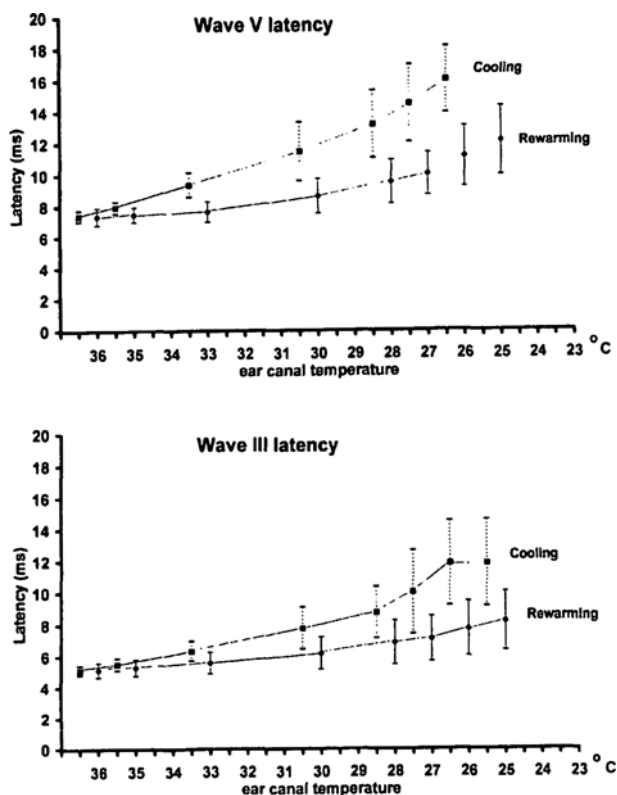 Wave V latency
20
18
16
14
12
10
8
6
4
2
0
Latency (ms)
Cooling
Rewarming
36 35 34 33 31 30 29 28 27 26 25 24 23 °C
ear canal temperature
Wave III latency
20
18
16
14
12
10
8
6
4
2
0
Latency (ms)
Cooling
Rewarming
36 35 34 33 31 30 29 28 27 26 25 24 23 °C
ear canal temperature